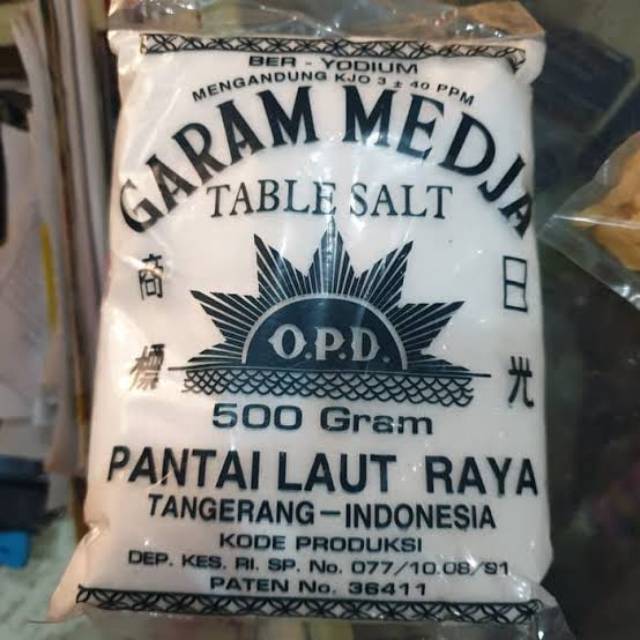 BER - YODIUM
MENGANDUNG KJO 3 ± 40 PPM
GARAM MEDJA
TABLE SALT
商標
日光
O.P.D.
500 Gram
PANTAI LAUT RAYA
TANGERANG-INDONESIA
KODE PRODUKSI
DEP. KES. RI. SP. No. 077/10.08/91
PATEN No. 36411